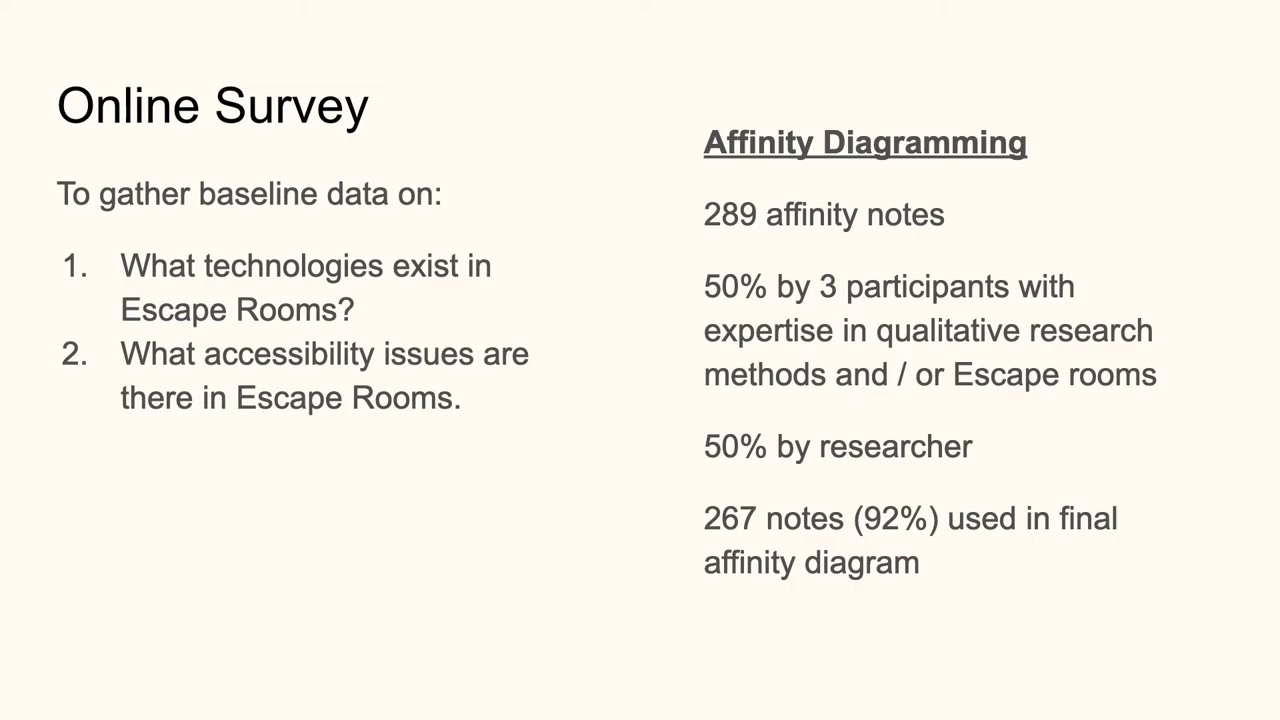 Online Survey
To gather baseline data on:
1. What technologies exist in
Escape Rooms?
2. What accessibility issues are
there in Escape Rooms.
Affinity Diagramming
289 affinity notes
50% by 3 participants with
expertise in qualitative research
methods and / or Escape rooms
50% by researcher
267 notes (92%) used in final
affinity diagram